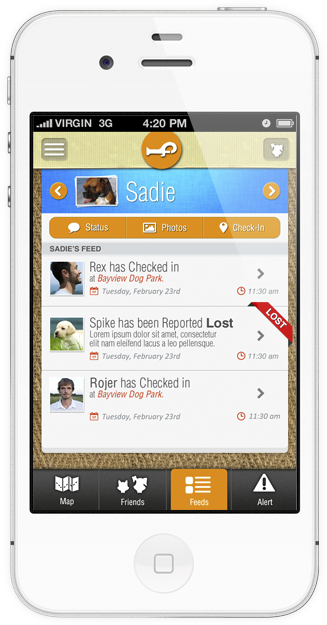 VIRGIN 3G 4:20 PM
Sadie
Status Photos Check-In
SADIE'S FEED
Rex has Checked in
at Bayview Dog Park.
Tuesday, February 23rd 11:30 am
LOST
Spike has been Reported Lost
Lorem ipsum dolor sit amet, consectetur
elit nam eleifend lacus a leo pellensque.
Tuesday, February 23rd 11:30 am
Rojer has Checked in
at Bayview Dog Park.
Tuesday, February 23rd 11:30 am
Map Friends Feeds Alert